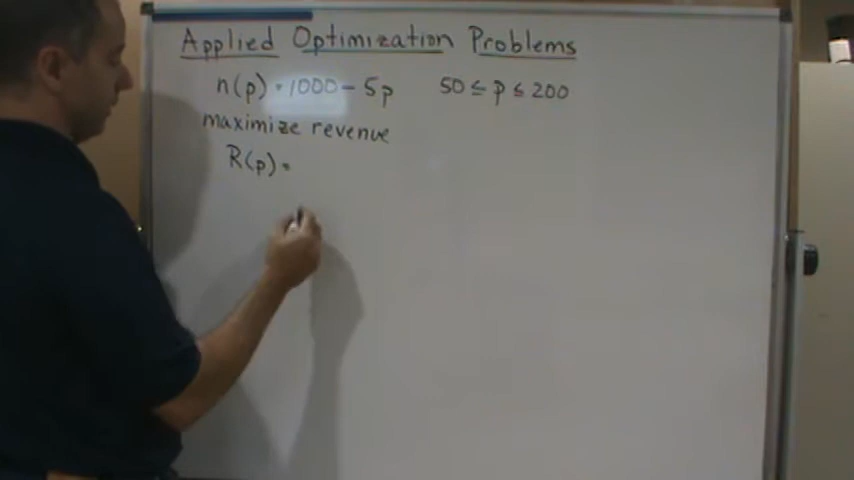 Applied Optimization Problems
n(p) = 1000 - 5p 50 ≤ p ≤ 200
maximize revenue
R(p) =